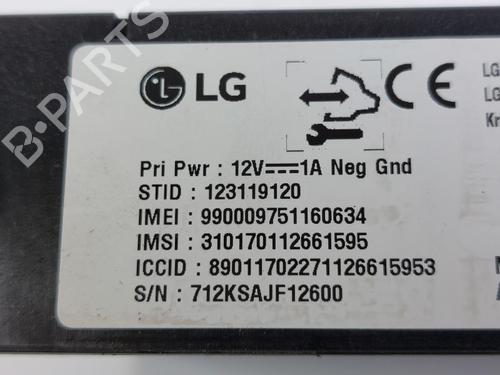 B-PARTS
LG
CE
LG
LG
Kr
Pri Pwr : 12V⎓1A Neg Gnd
STID : 123119120
IMEI : 990009751160634
IMSI : 310170112661595
ICCID : 89011702271126615953
S/N : 712KSAJF12600